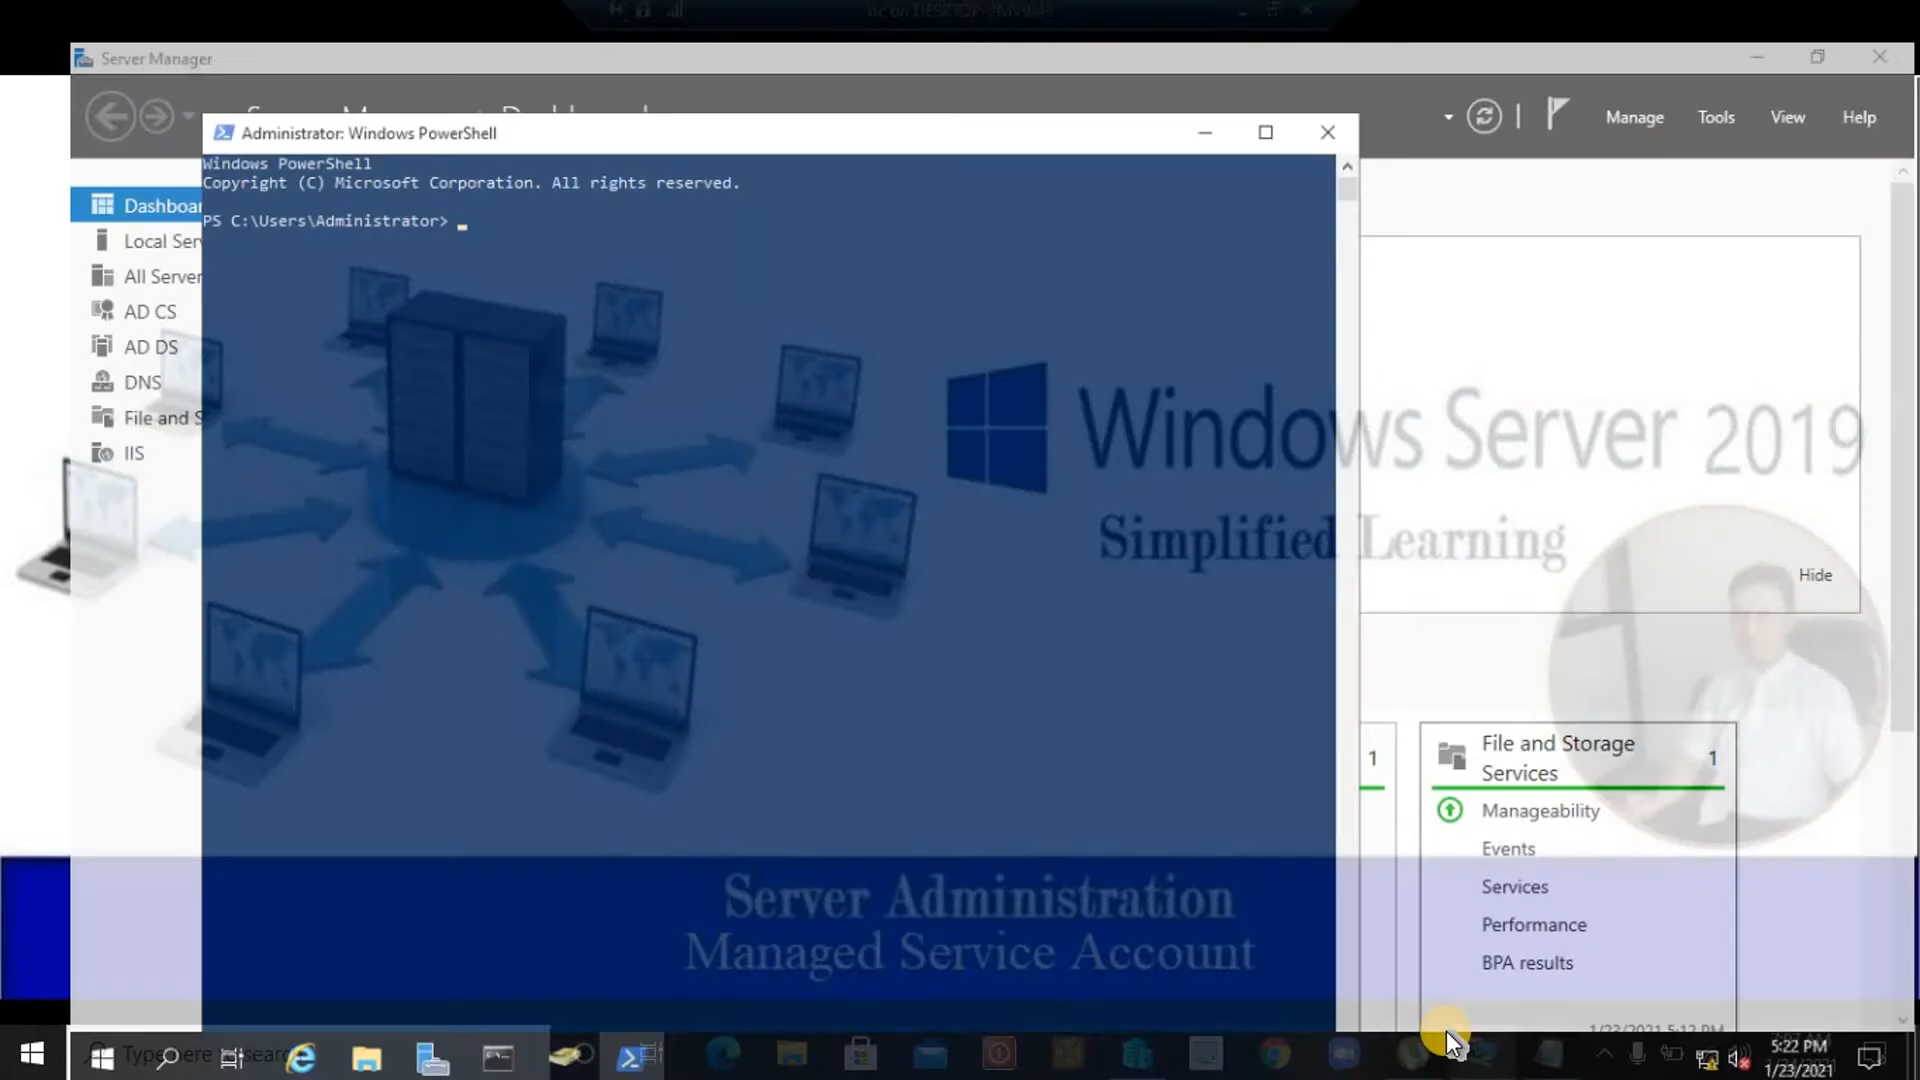 Server Manager
Manage Tools View Help
Administrator: Windows PowerShell
Windows PowerShell
Copyright (C) Microsoft Corporation. All rights reserved.
PS C:\Users\Administrator>
Local Ser
AD CS
AD DS
DNS
File and S
IIS
Windows Server 2019
Simplified Learning
Hide
1
File and Storage
Services
1
Manageability
Events
Services
Performance
BPA results
Server Administration
Managed Service Account
5:22 PM
1/23/2021